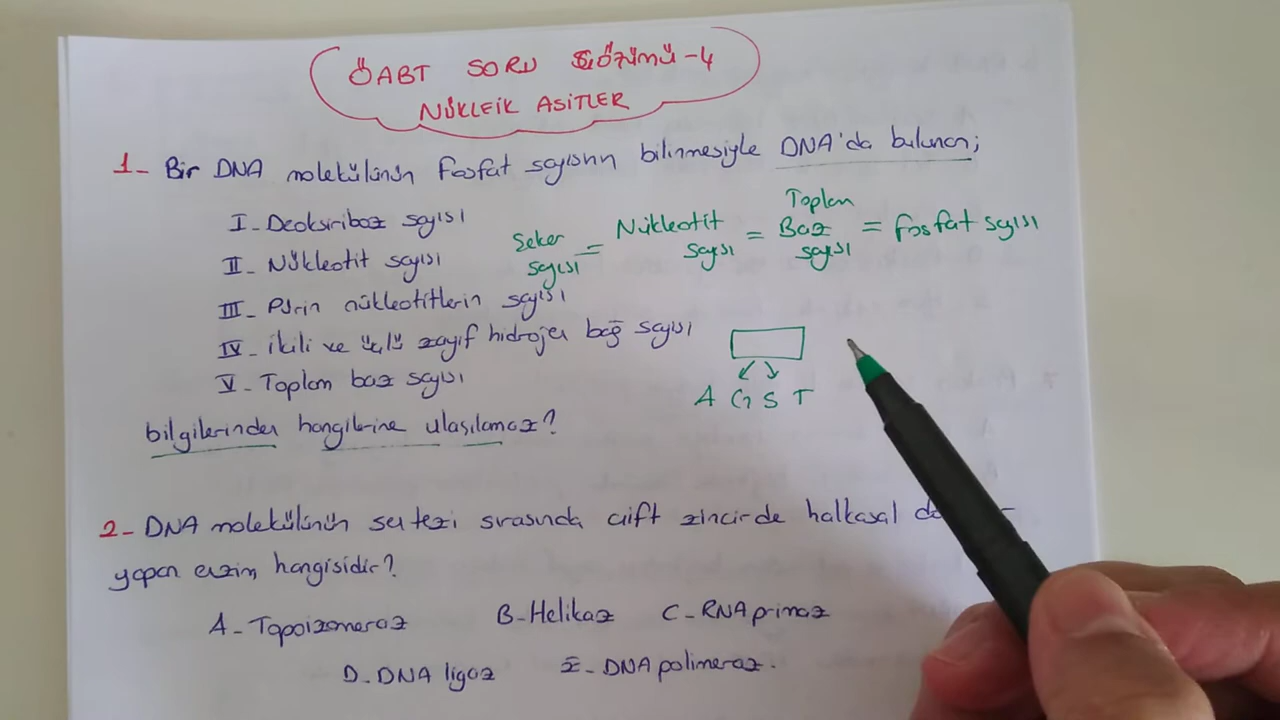 ÖABT SORU ÇÖZÜMÜ-4
NÜKLEİK ASİTLER
1- Bir DNA molekülünün fosfat sayısının bilinmesiyle DNA'da bulunan;
I- Deoksiriboz sayısı
II- Nükleotit sayısı
III- Pürin nükleotitlerin sayısı
IV- ikili ve üçlü zayıf hidrojen bağ sayısı
V- Toplam baz sayısı
Şeker sayısı = Nükleotit sayısı = Toplam Baz sayısı = fosfat sayısı
A G S T
bilgilerinden hangilerine ulaşılamaz?
2- DNA molekülünün sentezi sırasında çift zincirde halkasal
yapan enzim hangisidir?
A- Topoizomeraz B- Helikaz C- RNA primaz
D- DNA ligaz E- DNA polimeraz.